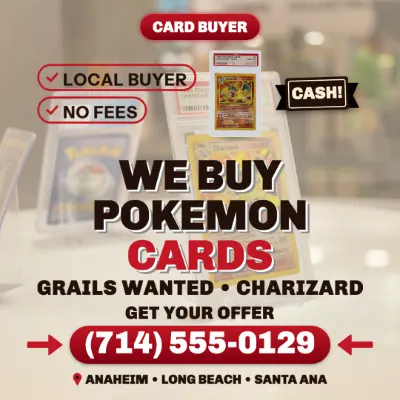 CARD BUYER
LOCAL BUYER
NO FEES
CASH!
WE BUY
POKEMON
CARDS
GRAILS WANTED • CHARIZARD
GET YOUR OFFER
(714) 555-0129
ANAHEIM • LONG BEACH • SANTA ANA